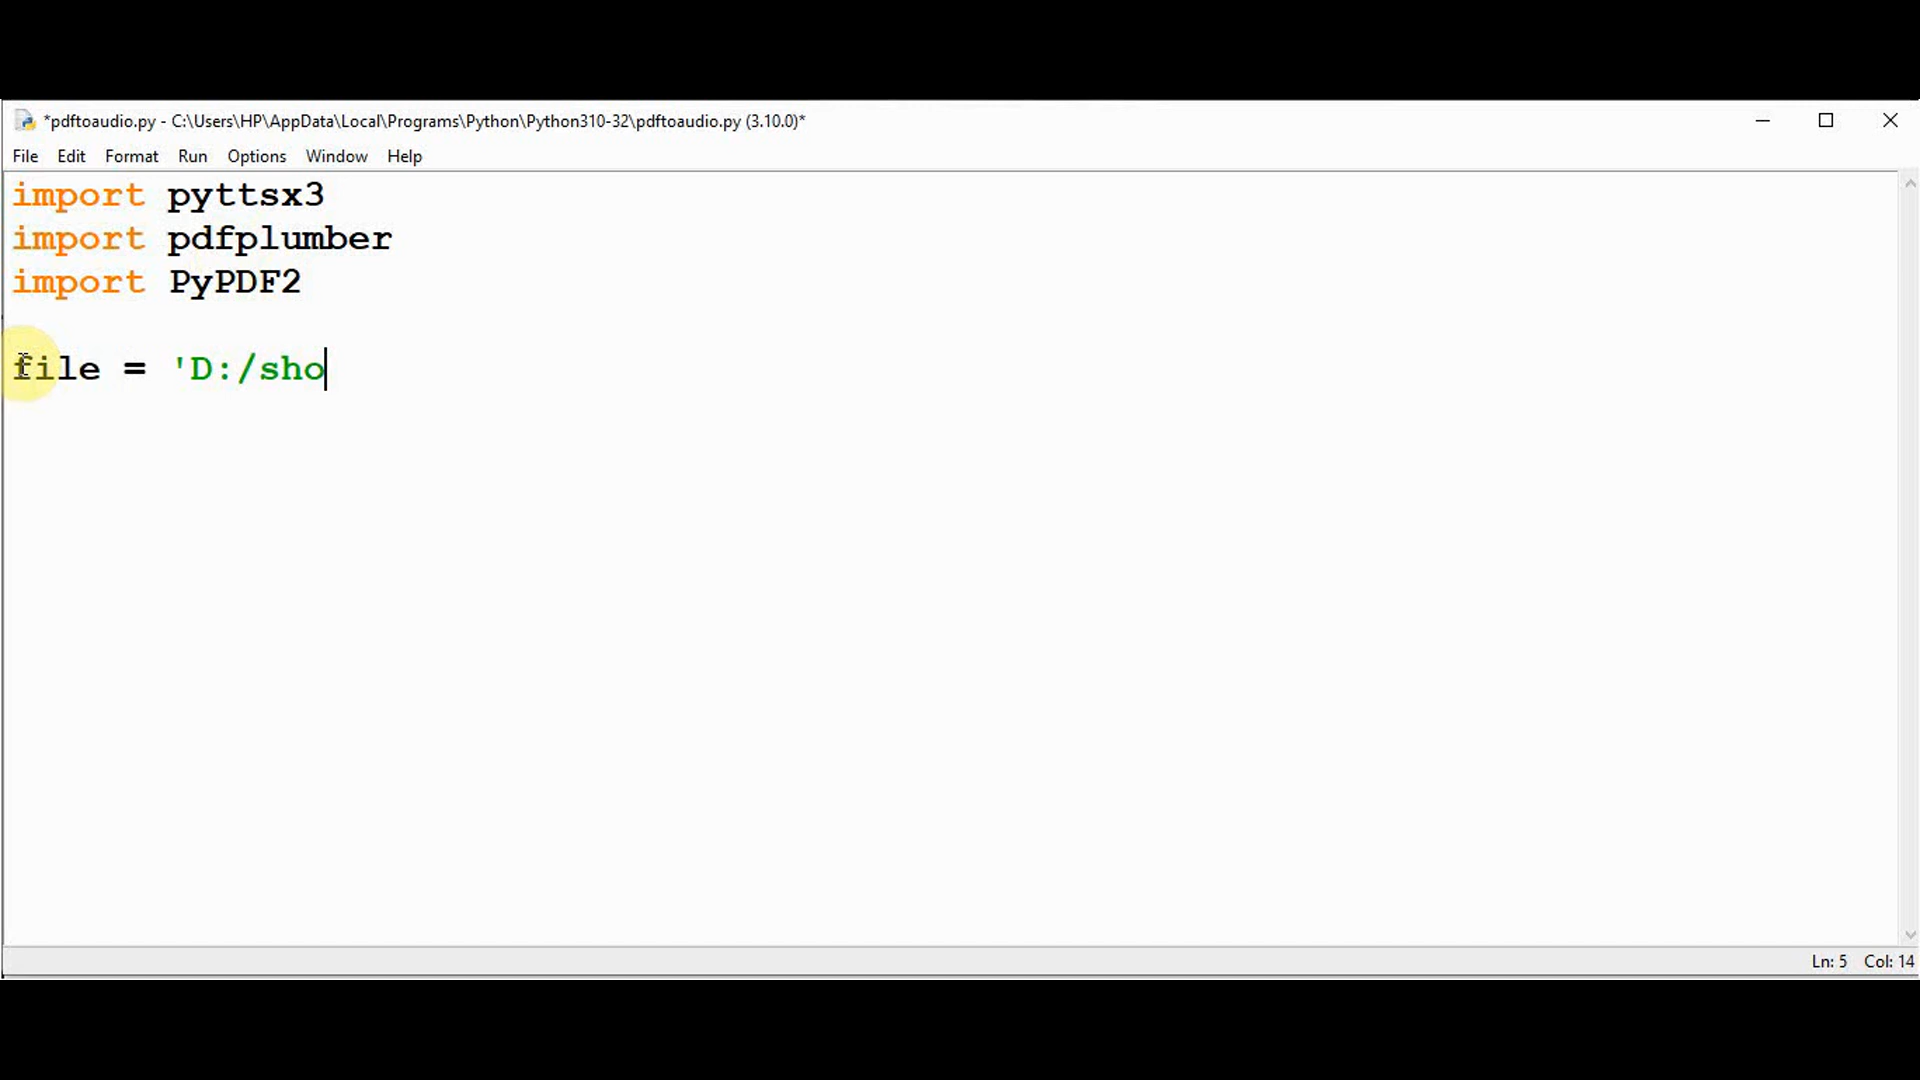 *pdftoaudio.py - C:\Users\HP\AppData\Local\Programs\Python\Python310-32\pdftoaudio.py (3.10.0)*
File Edit Format Run Options Window Help
import pyttsx3
import pdfplumber
import PyPDF2
file = 'D:/sho
Ln: 5 Col: 14